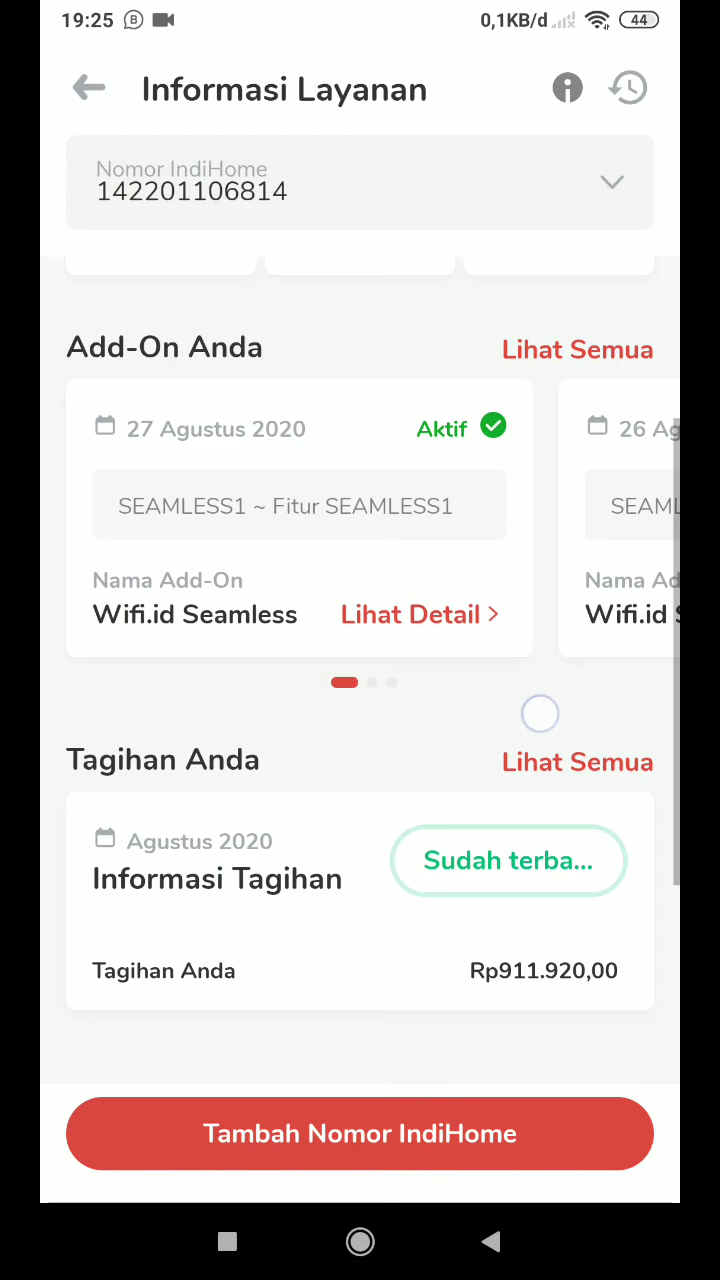 19:25 0,1KB/d 44
Informasi Layanan
Nomor IndiHome
142201106814
Add-On Anda Lihat Semua
27 Agustus 2020 Aktif 26 Ag
SEAMLESS1 ~ Fitur SEAMLESS1 SEAML
Nama Add-On Nama Ad
Wifi.id Seamless Lihat Detail > Wifi.id S
Tagihan Anda Lihat Semua
Agustus 2020
Informasi Tagihan Sudah terba...
Tagihan Anda Rp911.920,00
Tambah Nomor IndiHome